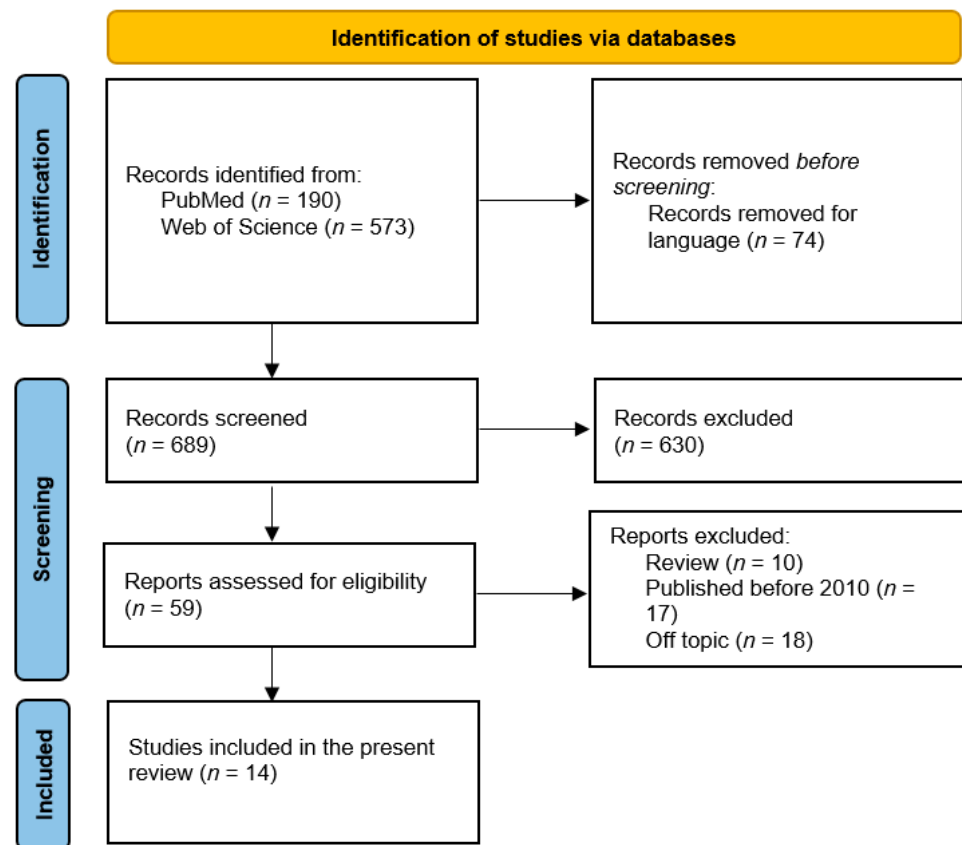 Identification of studies via databases
Identification
Records identified from:
PubMed (n = 190)
Web of Science (n = 573)
Records removed before
screening:
Records removed for
language (n = 74)
Screening
Records screened
(n = 689)
Records excluded
(n = 630)
Reports assessed for eligibility
(n = 59)
Reports excluded:
Review (n = 10)
Published before 2010 (n =
17)
Off topic (n = 18)
Included
Studies included in the present
review (n = 14)